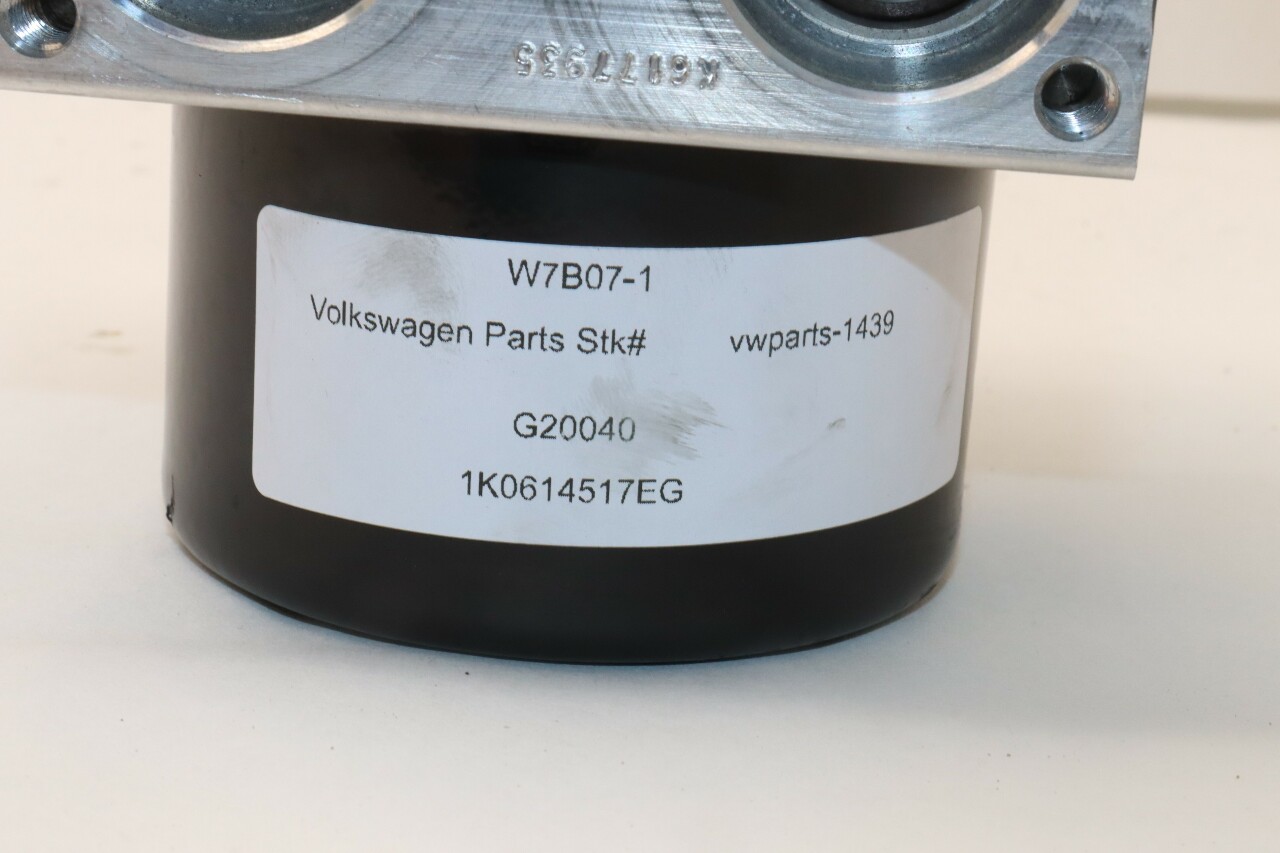 K6177935
W7B07-1
Volkswagen Parts Stk# vwparts-1439
G20040
1K0614517EG